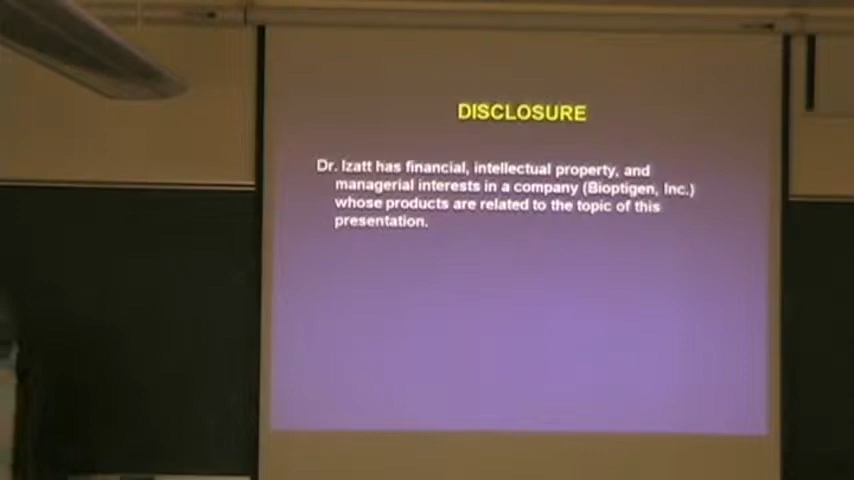 DISCLOSURE
Dr. Izatt has financial, intellectual property, and
managerial interests in a company (Bioptigen, Inc.)
whose products are related to the topic of this
presentation.